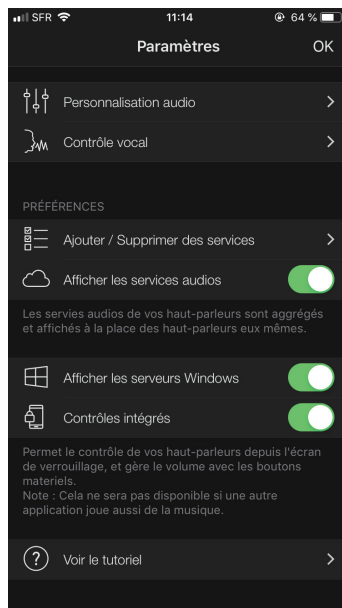 SFR 11:14 64 %
Paramètres OK
Personnalisation audio
Contrôle vocal
PRÉFÉRENCES
Ajouter / Supprimer des services
Afficher les services audios
Les servies audios de vos haut-parleurs sont aggrégés
et affichés à la place des haut-parleurs eux mêmes.
Afficher les serveurs Windows
Contrôles intégrés
Permet le contrôle de vos haut-parleurs depuis l'écran
de verrouillage, et gère le volume avec les boutons
materiels.
Note : Cela ne sera pas disponible si une autre
application joue aussi de la musique.
? Voir le tutoriel